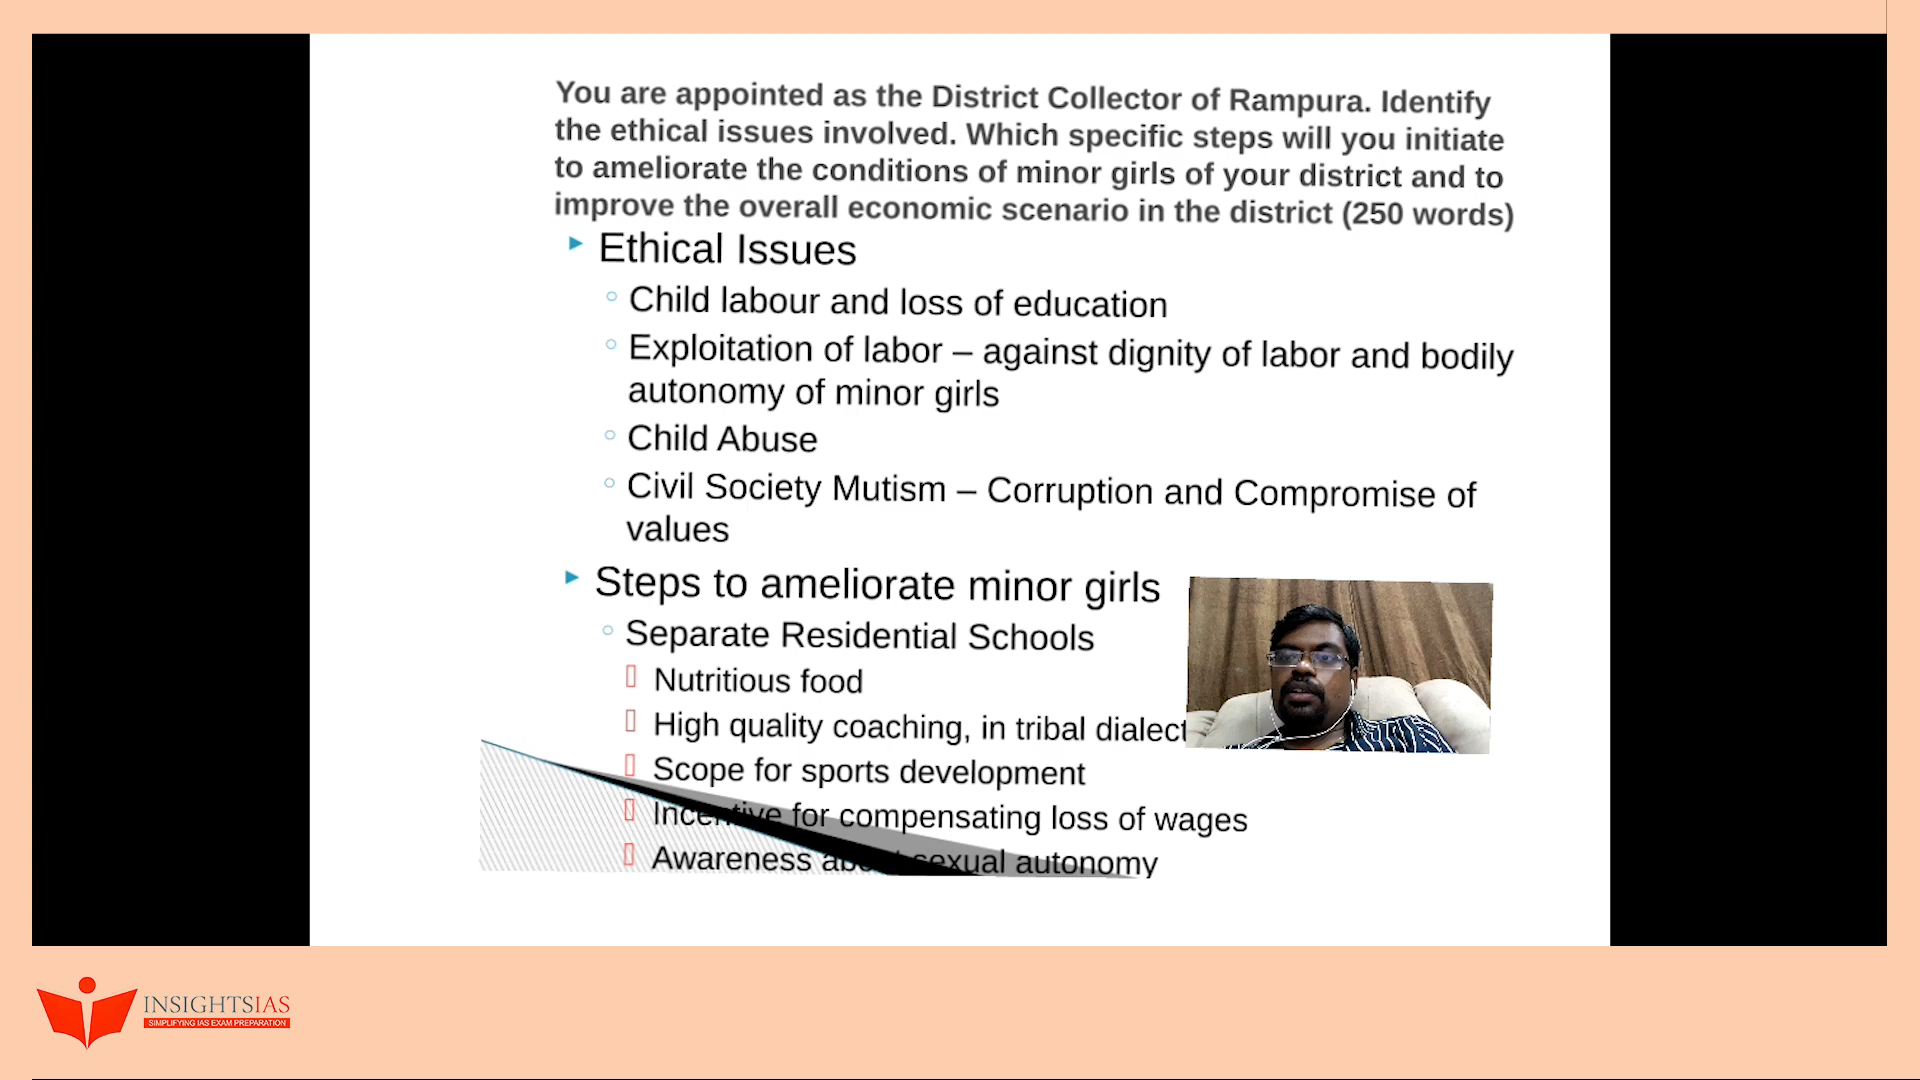 You are appointed as the District Collector of Rampura. Identify
the ethical issues involved. Which specific steps will you initiate
to ameliorate the conditions of minor girls of your district and to
improve the overall economic scenario in the district (250 words)
Ethical Issues
Child labour and loss of education
Exploitation of labor – against dignity of labor and bodily
autonomy of minor girls
Child Abuse
Civil Society Mutism – Corruption and Compromise of
values
Steps to ameliorate minor girls
Separate Residential Schools
Nutritious food
High quality coaching, in tribal dialect
Scope for sports development
Incentive for compensating loss of wages
Awareness about sexual autonomy
INSIGHTSIAS
SIMPLIFYING IAS EXAM PREPARATION